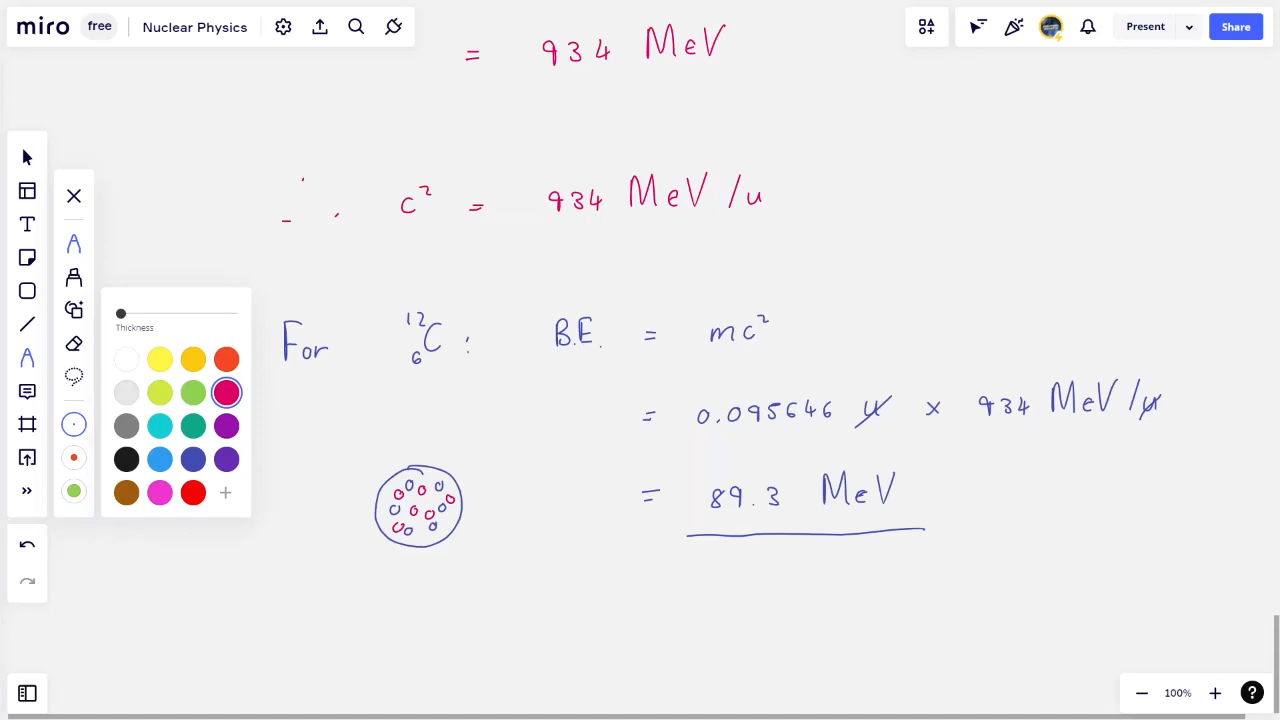 miro free Nuclear Physics Present Share
= 934 MeV
∴ c² = 934 MeV/u
For ¹²₆C : B.E. = mc²
= 0.095646 u × 934 MeV/u
= 89.3 MeV
Thickness
100%